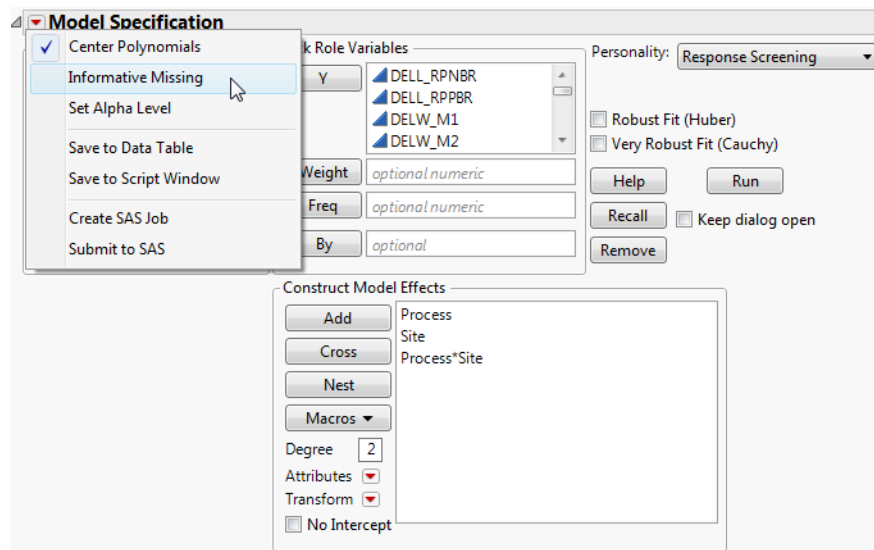 Model Specification
Center Polynomials
Informative Missing
Set Alpha Level
Save to Data Table
Save to Script Window
Create SAS Job
Submit to SAS
k Role Variables
Y
DELL_RPNBR
DELL_RPPBR
DELW_M1
DELW_M2
Weight optional numeric
Freq optional numeric
By optional
Personality: Response Screening
Robust Fit (Huber)
Very Robust Fit (Cauchy)
Help Run
Recall Keep dialog open
Remove
Construct Model Effects
Add
Cross
Nest
Macros
Process
Site
Process*Site
Degree 2
Attributes
Transform
No Intercept